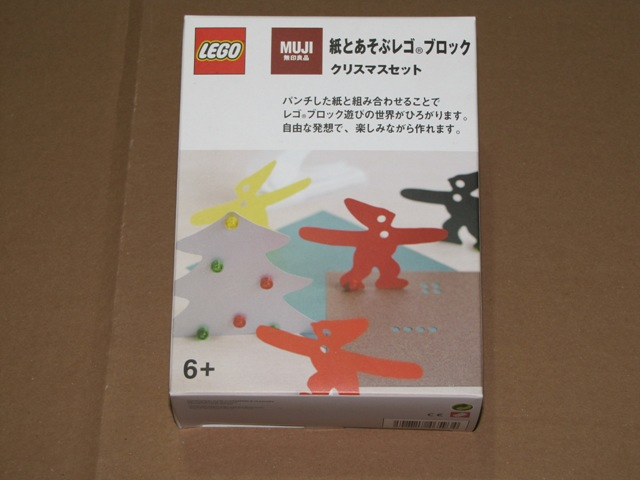 LEGO
MUJI
無印良品
紙とあそぶレゴ®ブロック
クリスマスセット
パンチした紙と組み合わせることで
レゴ®ブロック遊びの世界がひろがります。
自由な発想で、楽しみながら作れます。
6+